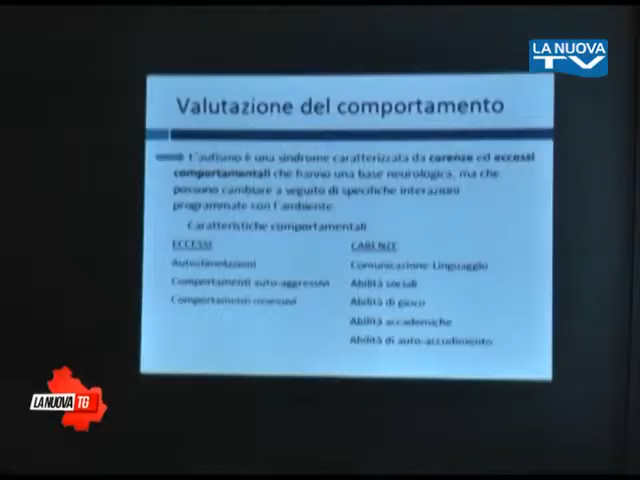 LA NUOVA
TV
Valutazione del comportamento
L'autismo è una sindrome caratterizzata da carenze ed eccessi
comportamentali che hanno una base neurologica, ma che
possono cambiare a seguito di specifiche interazioni
programmate con l'ambiente.
Caratteristiche comportamentali
ECCESSI
CARENZE
Autostimolazioni
Comunicazione-Linguaggio
Comportamenti auto-aggressivi
Abilità sociali
Comportamenti ossessivi
Abilità di gioco
Abilità accademiche
Abilità di auto-accudimento
LA NUOVA TG